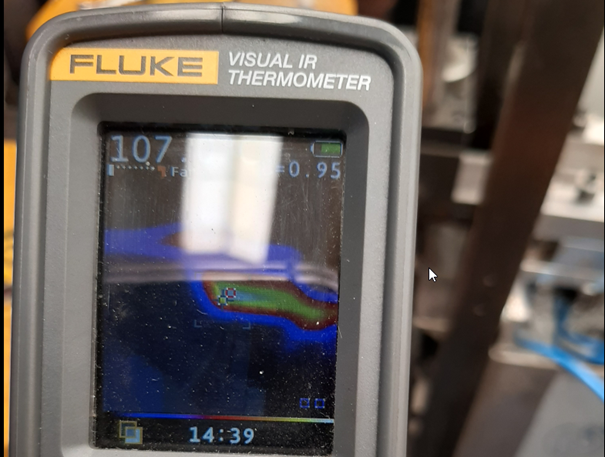 FLUKE
VISUAL IR
THERMOMETER
107.
=0.95
14:39